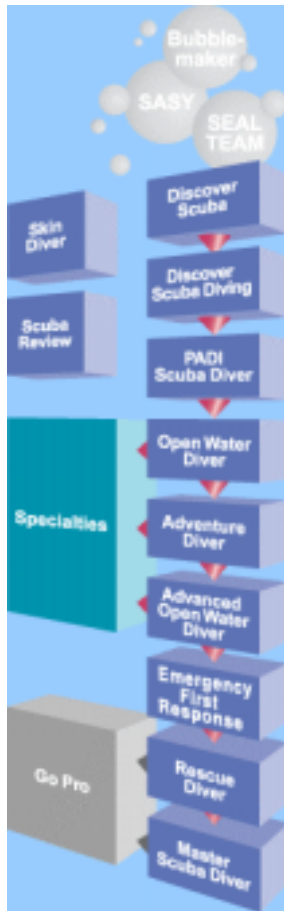 Bubble-
maker
SASY
SEAL
TEAM
Discover
Scuba
Skin
Diver
Discover
Scuba Diving
Scuba
Review
PADI
Scuba Diver
Open Water
Diver
Specialties
Adventure
Diver
Advanced
Open Water
Diver
Emergency
First
Response
Go Pro
Rescue
Diver
Master
Scuba Diver